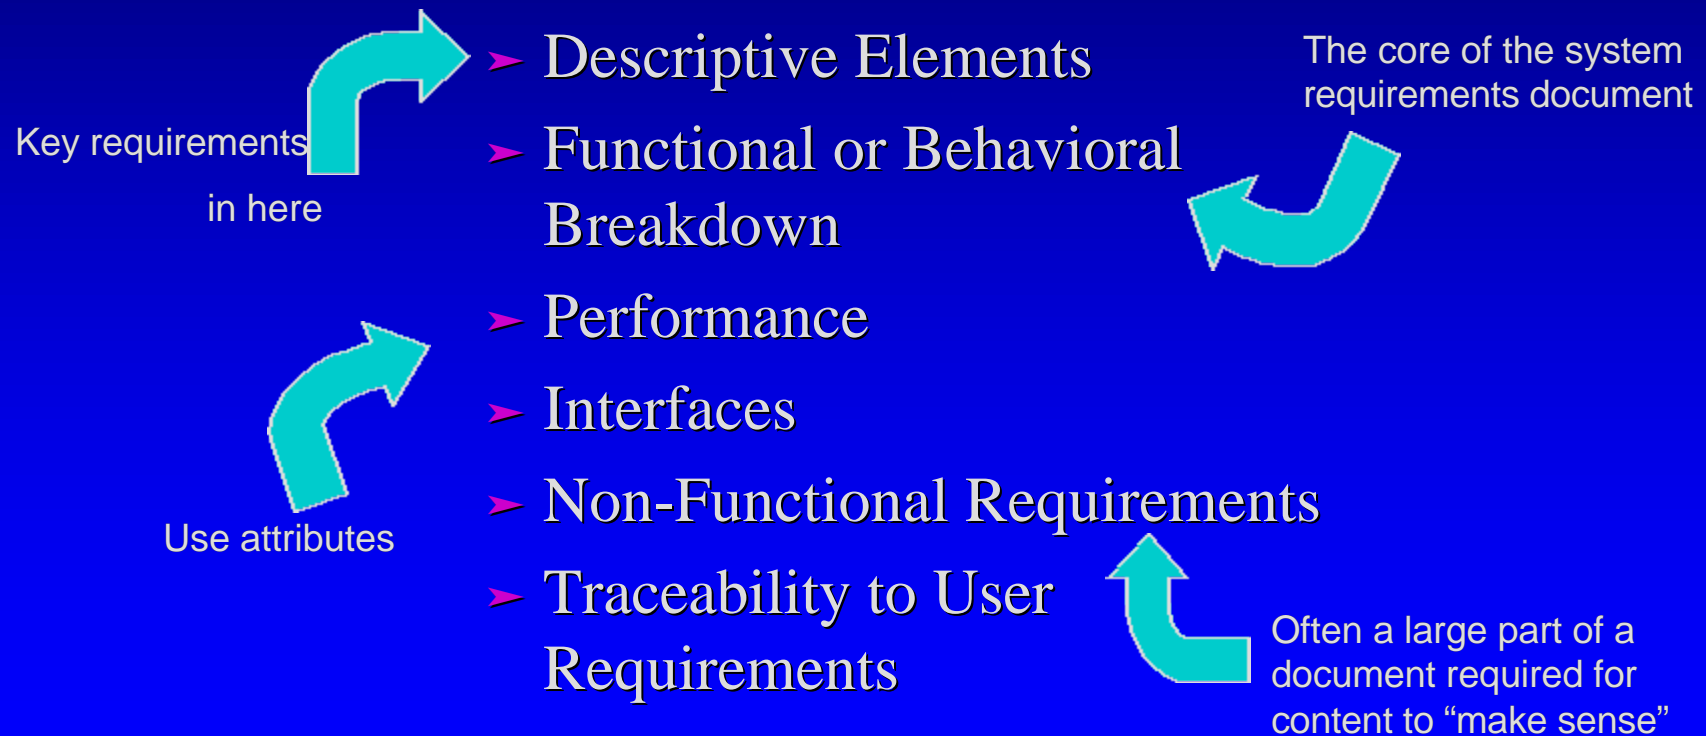 Descriptive Elements
The core of the system
requirements document
Key requirements
in here
Functional or Behavioral
Breakdown
Performance
Interfaces
Non-Functional Requirements
Use attributes
Traceability to User
Requirements
Often a large part of a
document required for
content to “make sense”